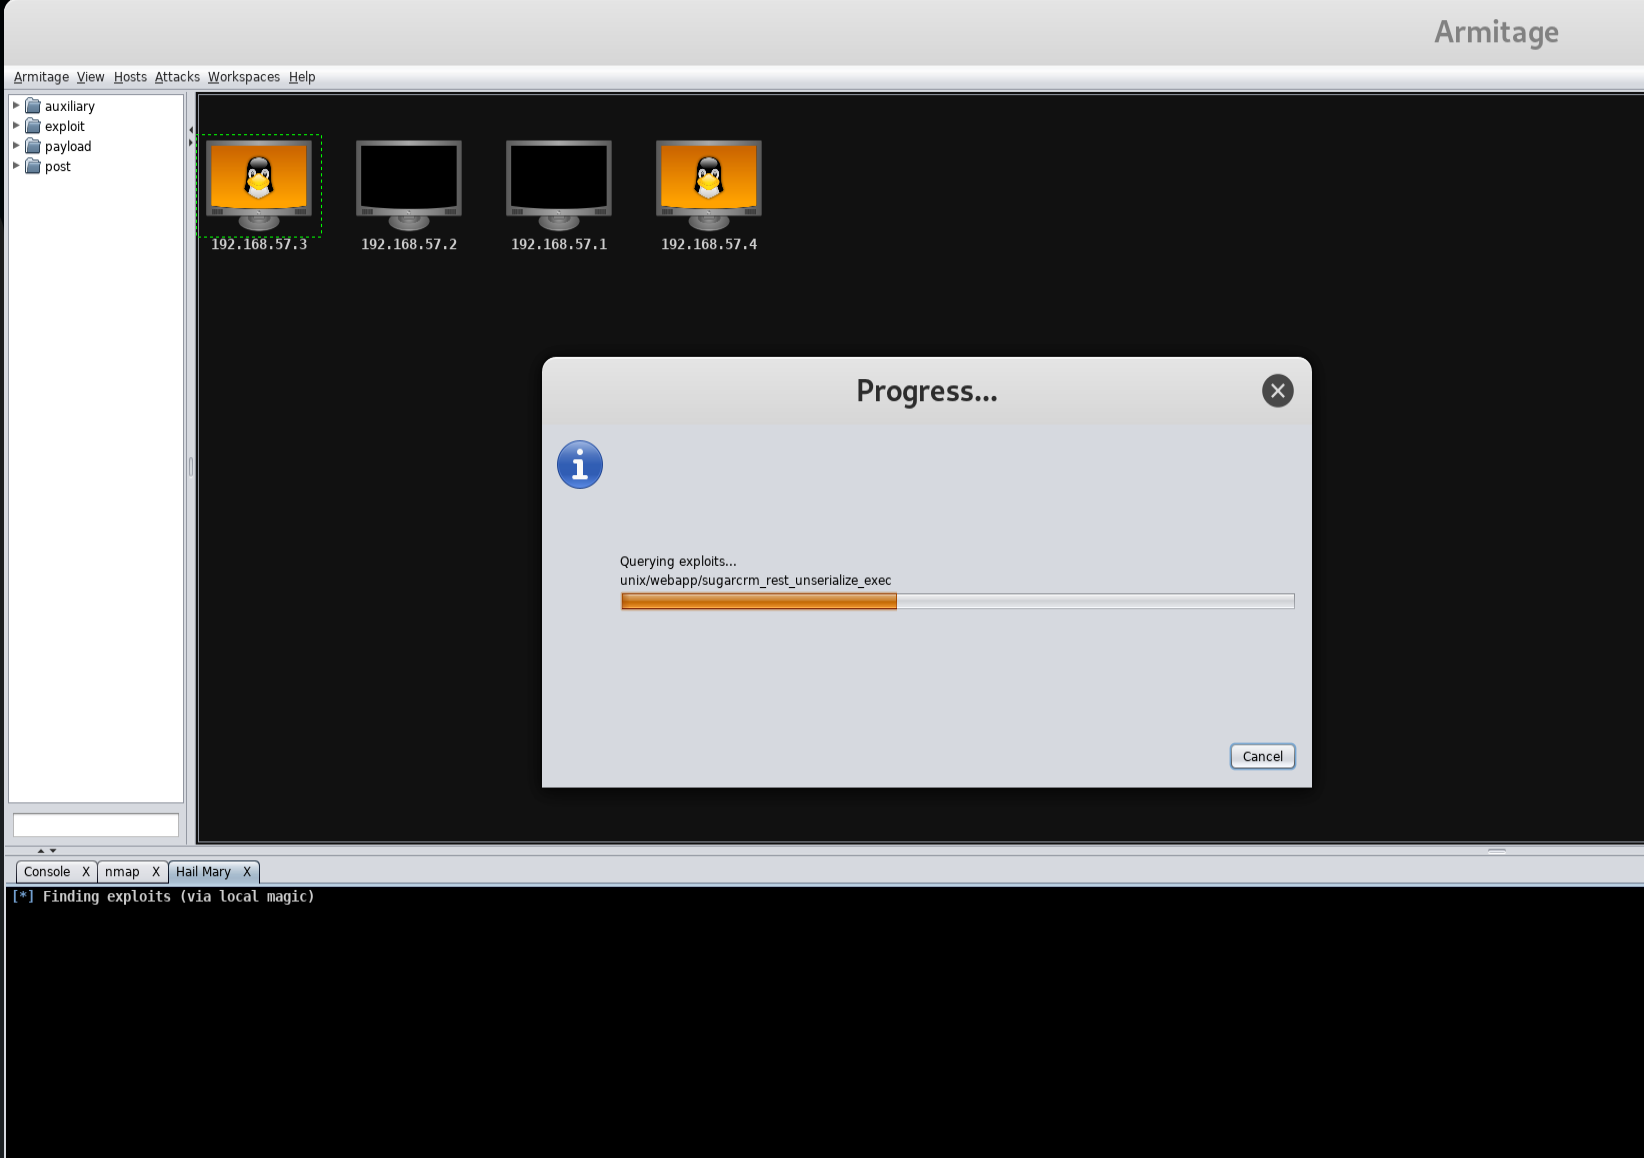 Armitage
Armitage View Hosts Attacks Workspaces Help
auxiliary
exploit
payload
post
192.168.57.3 192.168.57.2 192.168.57.1 192.168.57.4
Progress...
Querying exploits...
unix/webapp/sugarcrm_rest_unserialize_exec
Cancel
Console X nmap X Hail Mary X
[*] Finding exploits (via local magic)